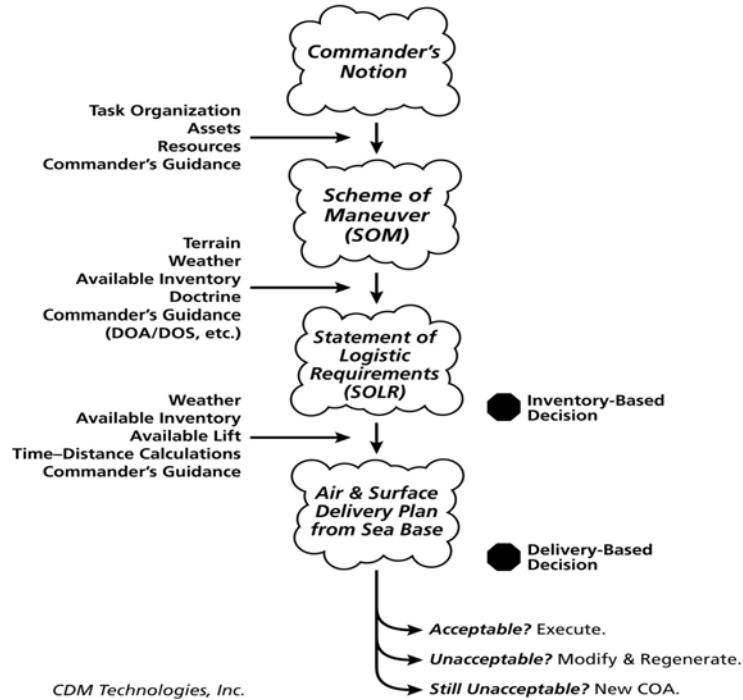 Commander's
Notion
Task Organization
Assets
Resources
Commander's Guidance
Scheme of
Maneuver
(SOM)
Terrain
Weather
Available Inventory
Doctrine
Commander's Guidance
(DOA/DOS, etc.)
Statement of
Logistic
Requirements
(SOLR)
Inventory-Based
Decision
Weather
Available Inventory
Available Lift
Time–Distance Calculations
Commander's Guidance
Air & Surface
Delivery Plan
from Sea Base
Delivery-Based
Decision
Acceptable? Execute.
Unacceptable? Modify & Regenerate.
Still Unacceptable? New COA.
CDM Technologies, Inc.